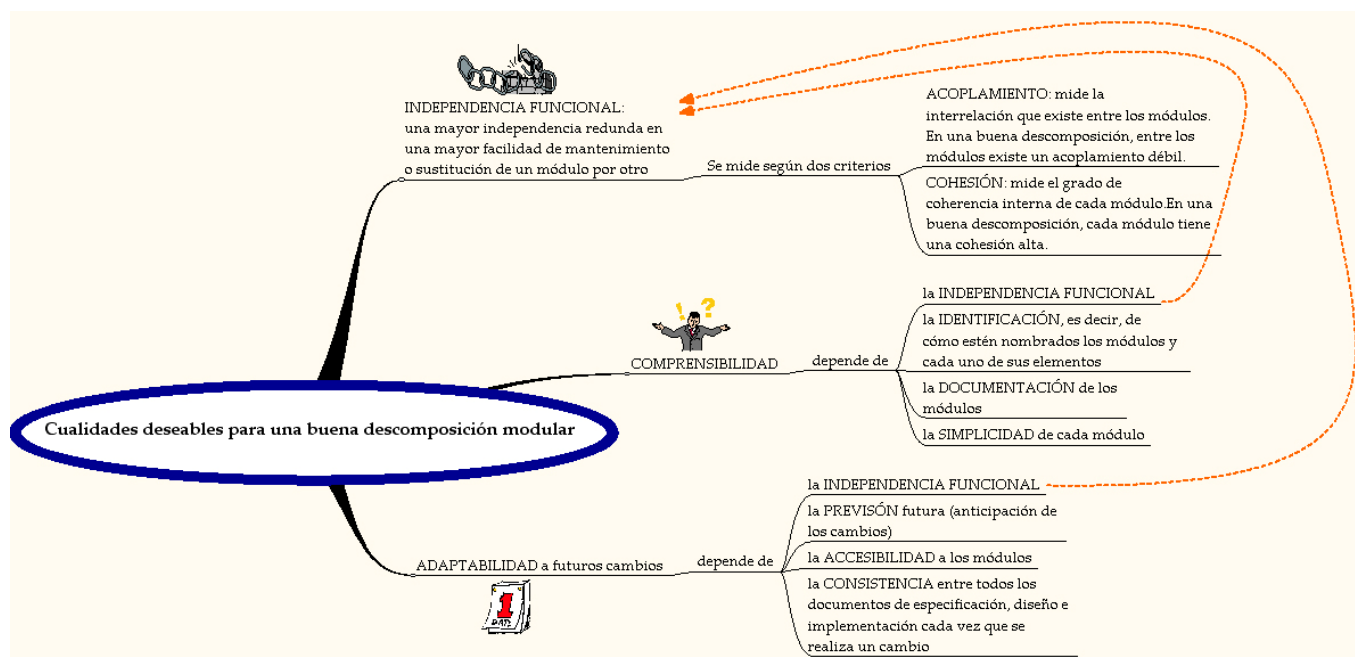 INDEPENDENCIA FUNCIONAL:
una mayor independencia redunda en
una mayor facilidad de mantenimiento
o sustitución de un módulo por otro
Se mide según dos criterios
ACOPLAMIENTO: mide la
interrelación que existe entre los módulos.
En una buena descomposición, entre los
módulos existe un acoplamiento débil.
COHESIÓN: mide el grado de
coherencia interna de cada módulo.En una
buena descomposición, cada módulo tiene
una cohesión alta.
! ?
COMPRENSIBILIDAD
depende de
la INDEPENDENCIA FUNCIONAL
la IDENTIFICACIÓN, es decir, de
cómo estén nombrados los módulos y
cada uno de sus elementos
la DOCUMENTACIÓN de los
módulos
la SIMPLICIDAD de cada módulo
Cualidades deseables para una buena descomposición modular
ADAPTABILIDAD a futuros cambios
1
depende de
la INDEPENDENCIA FUNCIONAL
la PREVISÓN futura (anticipación de
los cambios)
la ACCESIBILIDAD a los módulos
la CONSISTENCIA entre todos los
documentos de especificación, diseño e
implementación cada vez que se
realiza un cambio